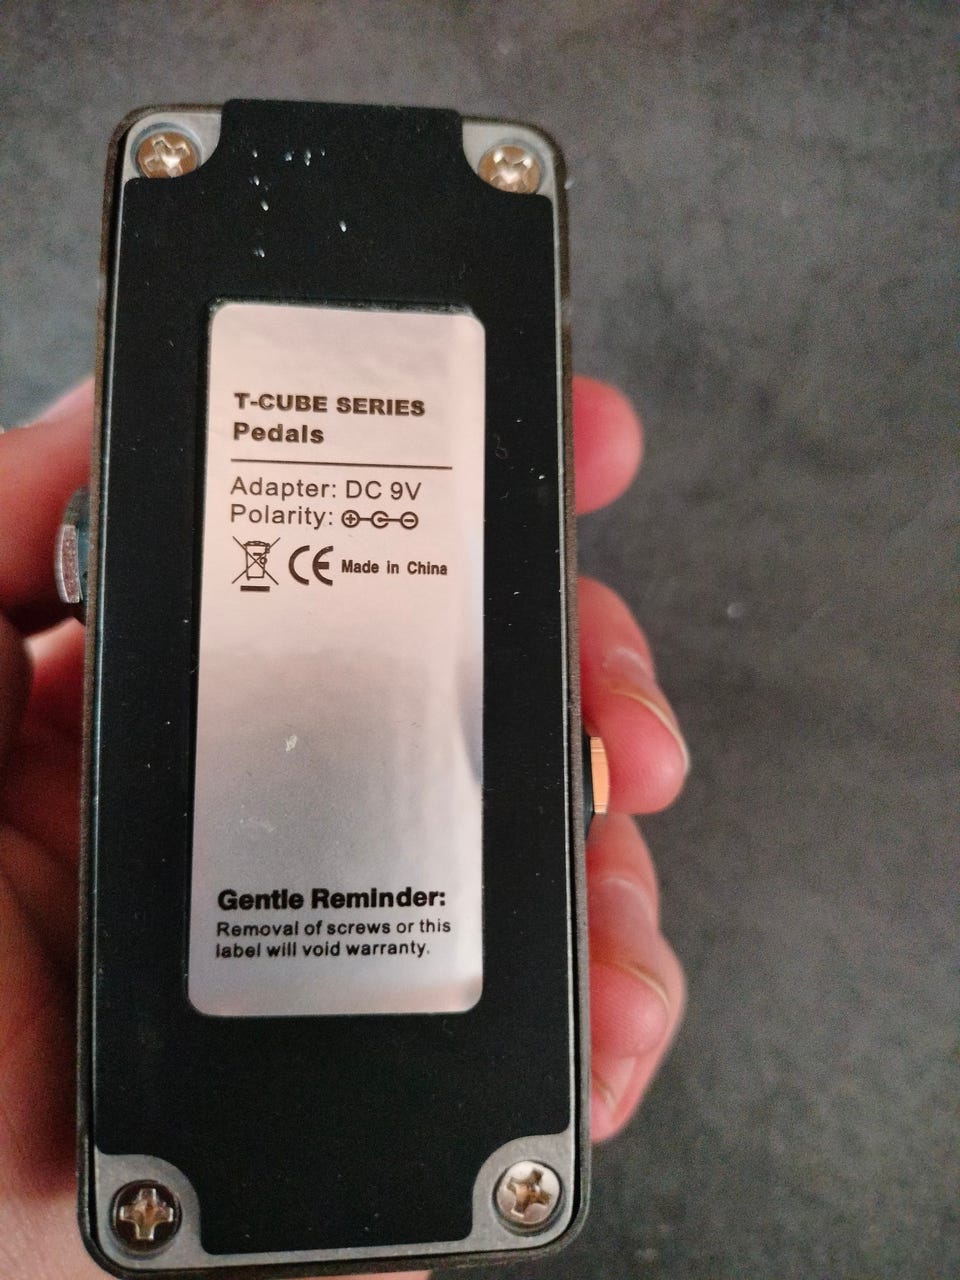 T-CUBE SERIES
Pedals
Adapter: DC 9V
Polarity:
CE Made in China
Gentle Reminder:
Removal of screws or this
label will void warranty.